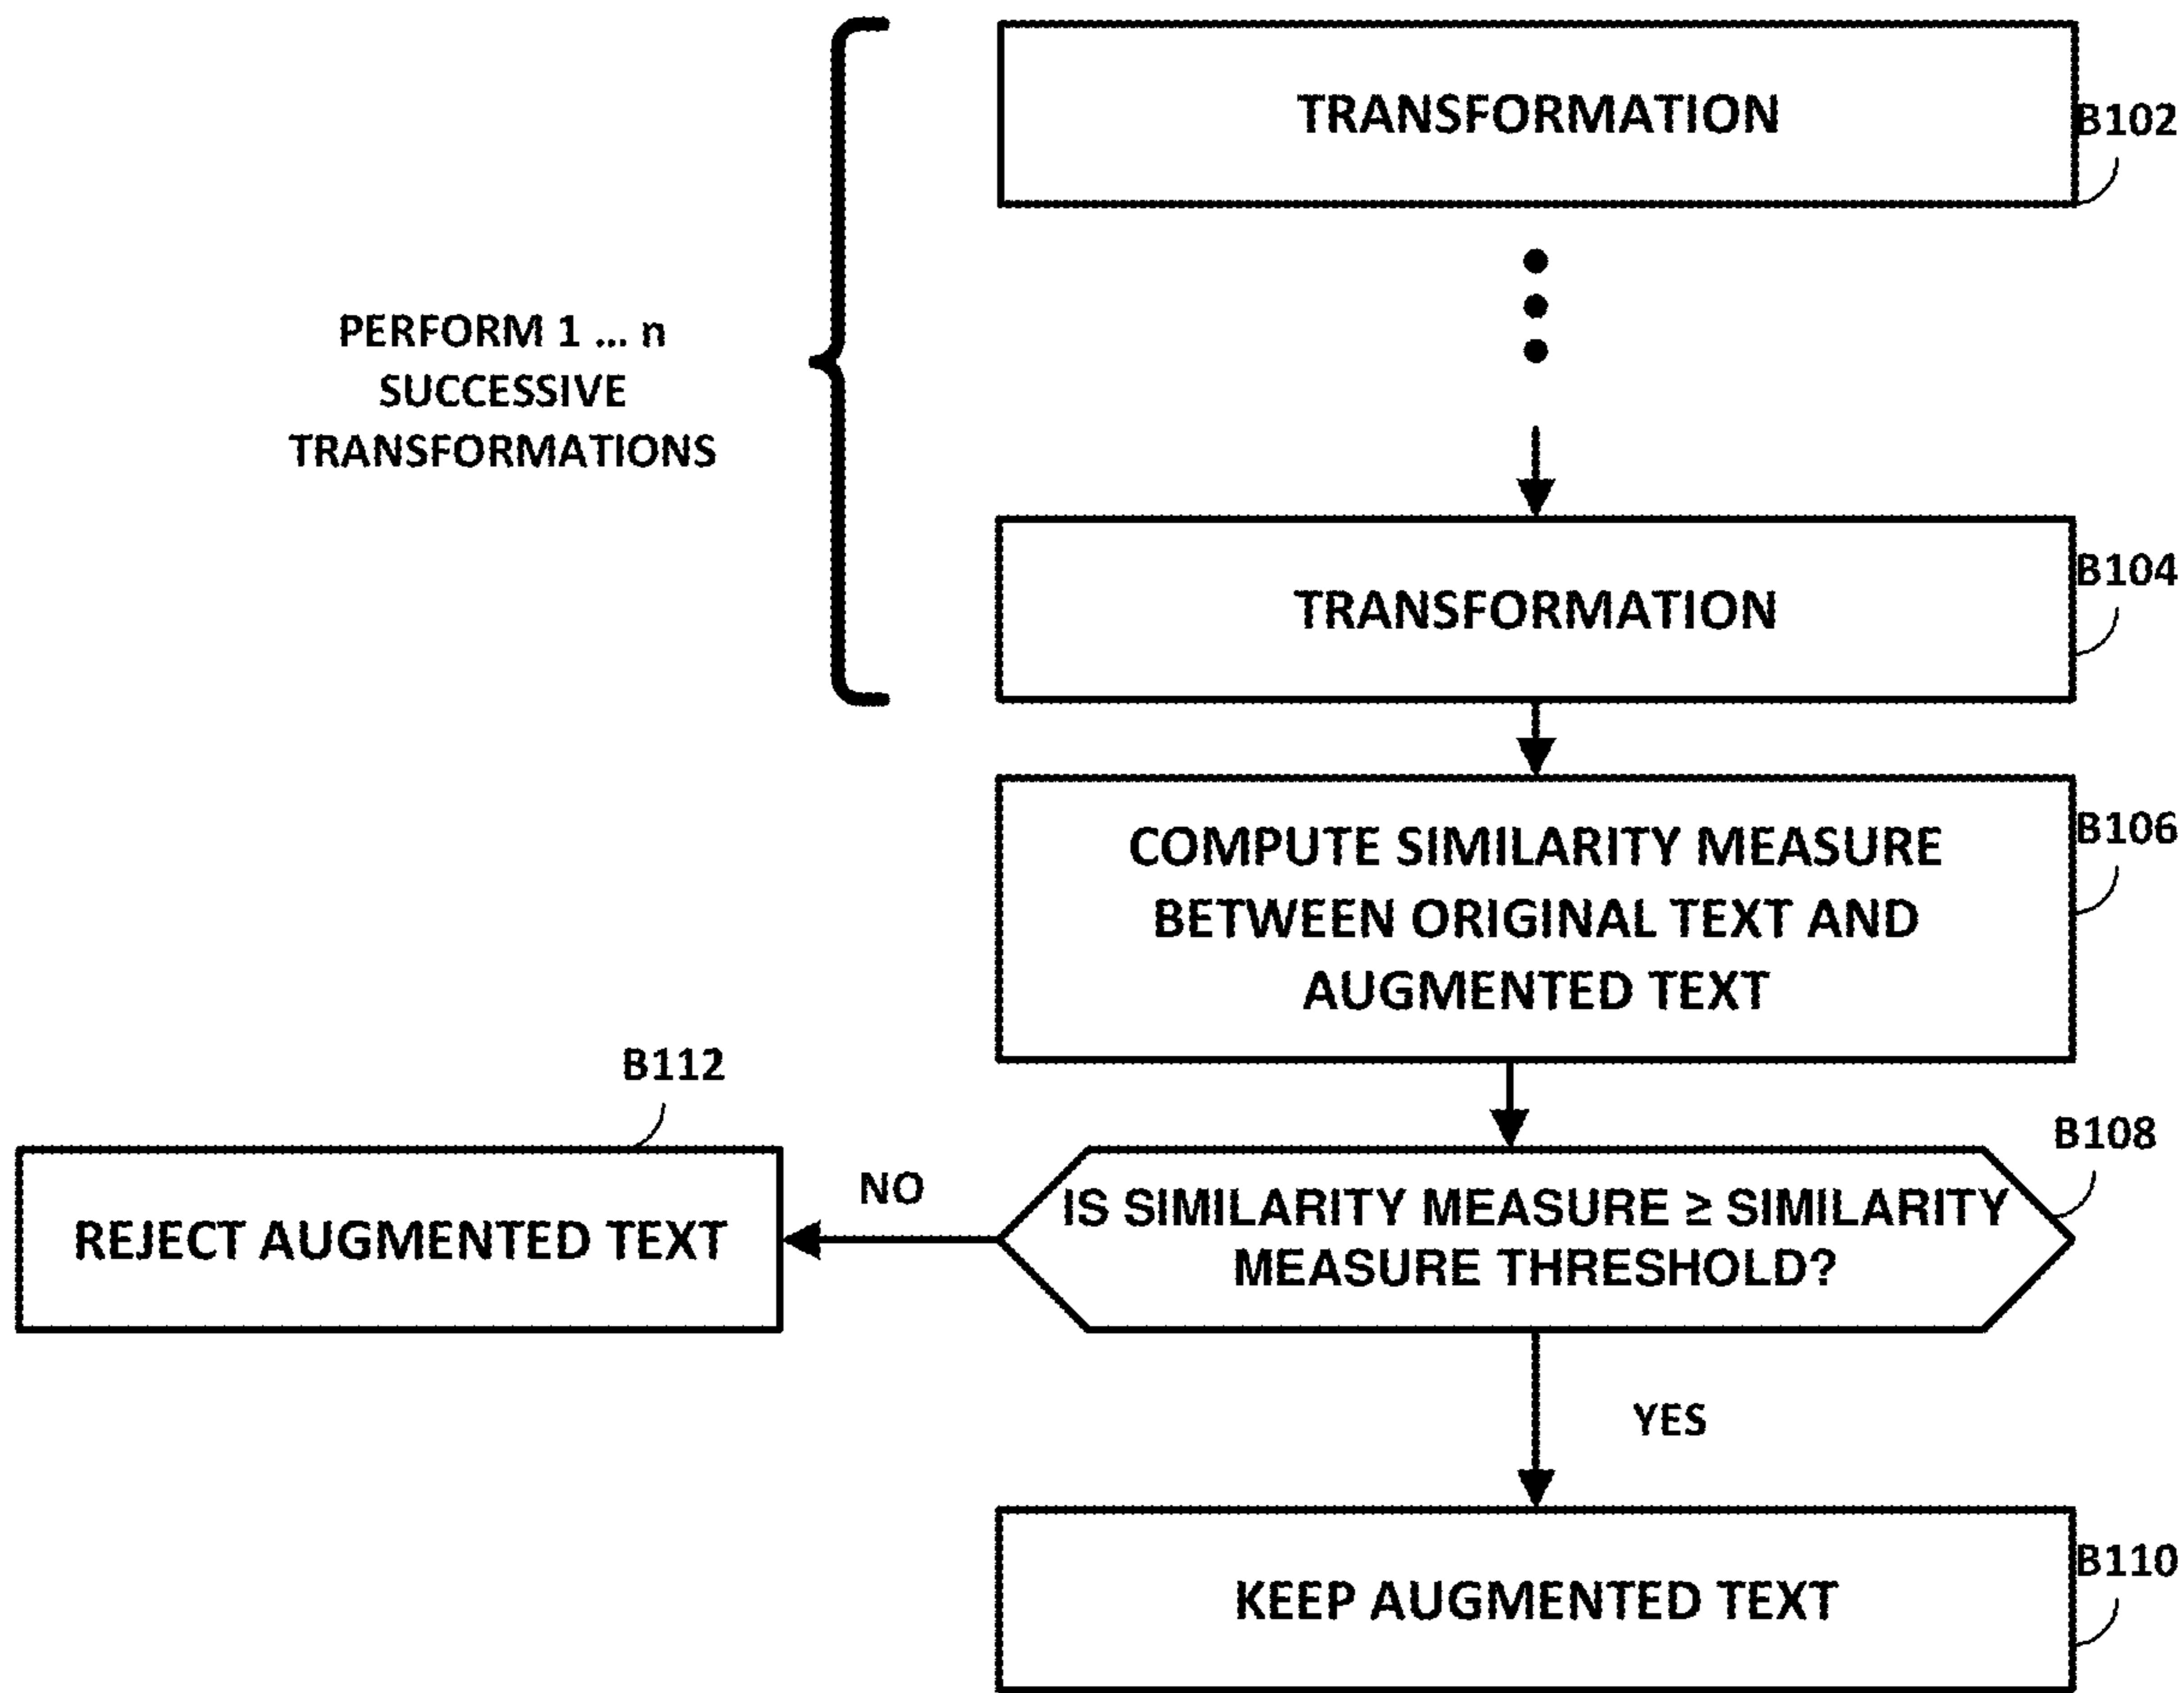 TRANSFORMATION
B102
PERFORM 1 ... n
SUCCESSIVE
TRANSFORMATIONS
B104
TRANSFORMATION
B106
COMPUTE SIMILARITY MEASURE
BETWEEN ORIGINAL TEXT AND
AUGMENTED TEXT
B112
REJECT AUGMENTED TEXT
NO
B108
IS SIMILARITY MEASURE ≥ SIMILARITY
MEASURE THRESHOLD?
YES
B110
KEEP AUGMENTED TEXT